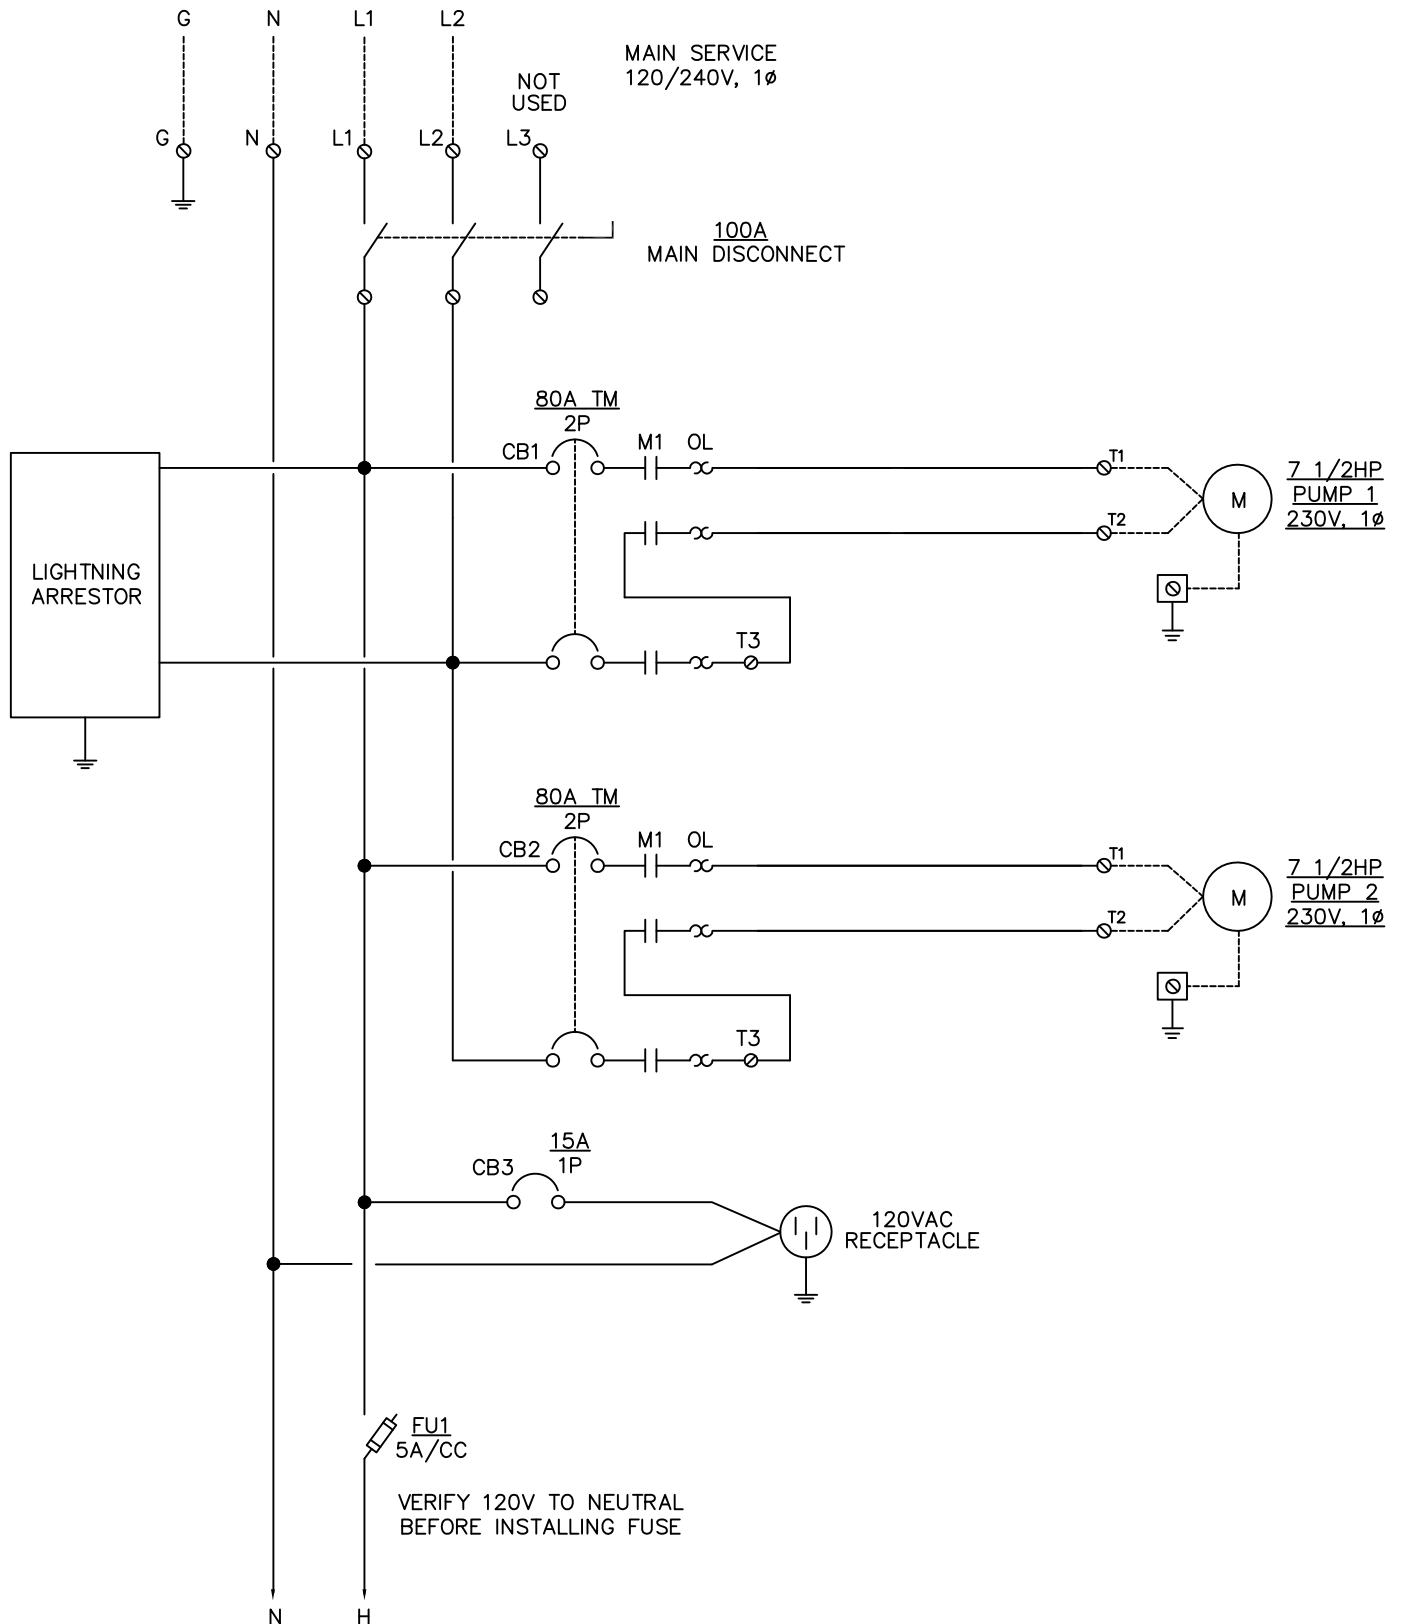 G N L1 L2
MAIN SERVICE
120/240V, 1ø
NOT
USED
G N L1 L2 L3
100A
MAIN DISCONNECT
80A TM
2P
CB1 M1 OL
T1
7 1/2HP
PUMP 1
230V, 1ø
M
T2
LIGHTNING
ARRESTOR
T3
80A TM
2P
CB2 M1 OL
T1
7 1/2HP
PUMP 2
230V, 1ø
M
T2
T3
15A
1P
CB3
120VAC
RECEPTACLE
FU1
5A/CC
VERIFY 120V TO NEUTRAL
BEFORE INSTALLING FUSE
N H